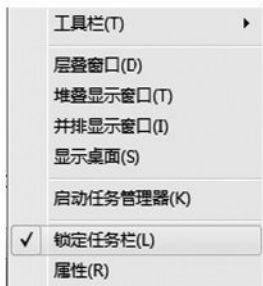 工具栏(T)
层叠窗口(D)
堆叠显示窗口(T)
并排显示窗口(I)
显示桌面(S)
启动任务管理器(K)
锁定任务栏(L)
属性(R)